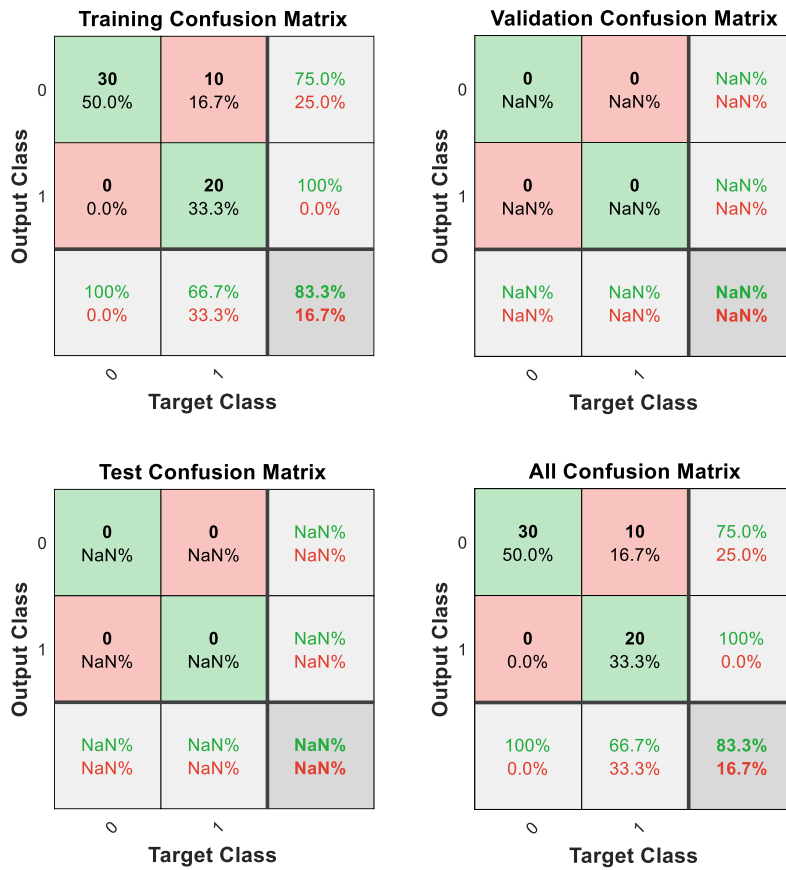 Training Confusion Matrix
0
30
50.0%
10
16.7%
75.0%
25.0%
1
0
0.0%
20
33.3%
100%
0.0%
100%
0.0%
66.7%
33.3%
83.3%
16.7%
0
1
Output Class
Target Class
Validation Confusion Matrix
0
0
NaN%
0
NaN%
NaN%
NaN%
1
0
NaN%
0
NaN%
NaN%
NaN%
NaN%
NaN%
NaN%
NaN%
NaN%
NaN%
0
1
Output Class
Target Class
Test Confusion Matrix
0
0
NaN%
0
NaN%
NaN%
NaN%
1
0
NaN%
0
NaN%
NaN%
NaN%
NaN%
NaN%
NaN%
NaN%
NaN%
NaN%
0
1
Output Class
Target Class
All Confusion Matrix
0
30
50.0%
10
16.7%
75.0%
25.0%
1
0
0.0%
20
33.3%
100%
0.0%
100%
0.0%
66.7%
33.3%
83.3%
16.7%
0
1
Output Class
Target Class